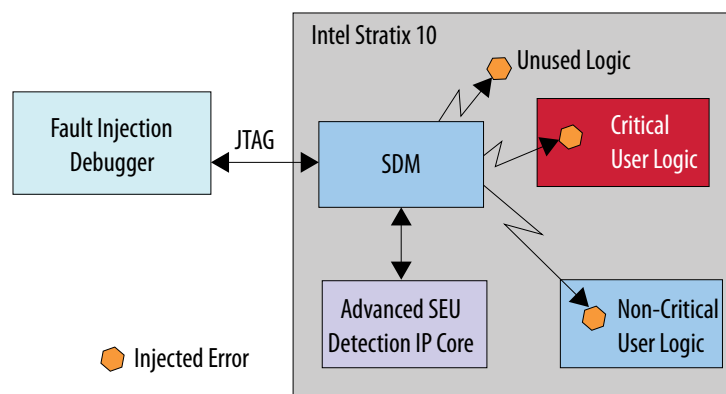 Intel Stratix 10
Unused Logic
Fault Injection
Debugger
JTAG
SDM
Critical
User Logic
Advanced SEU
Detection IP Core
Non-Critical
User Logic
Injected Error